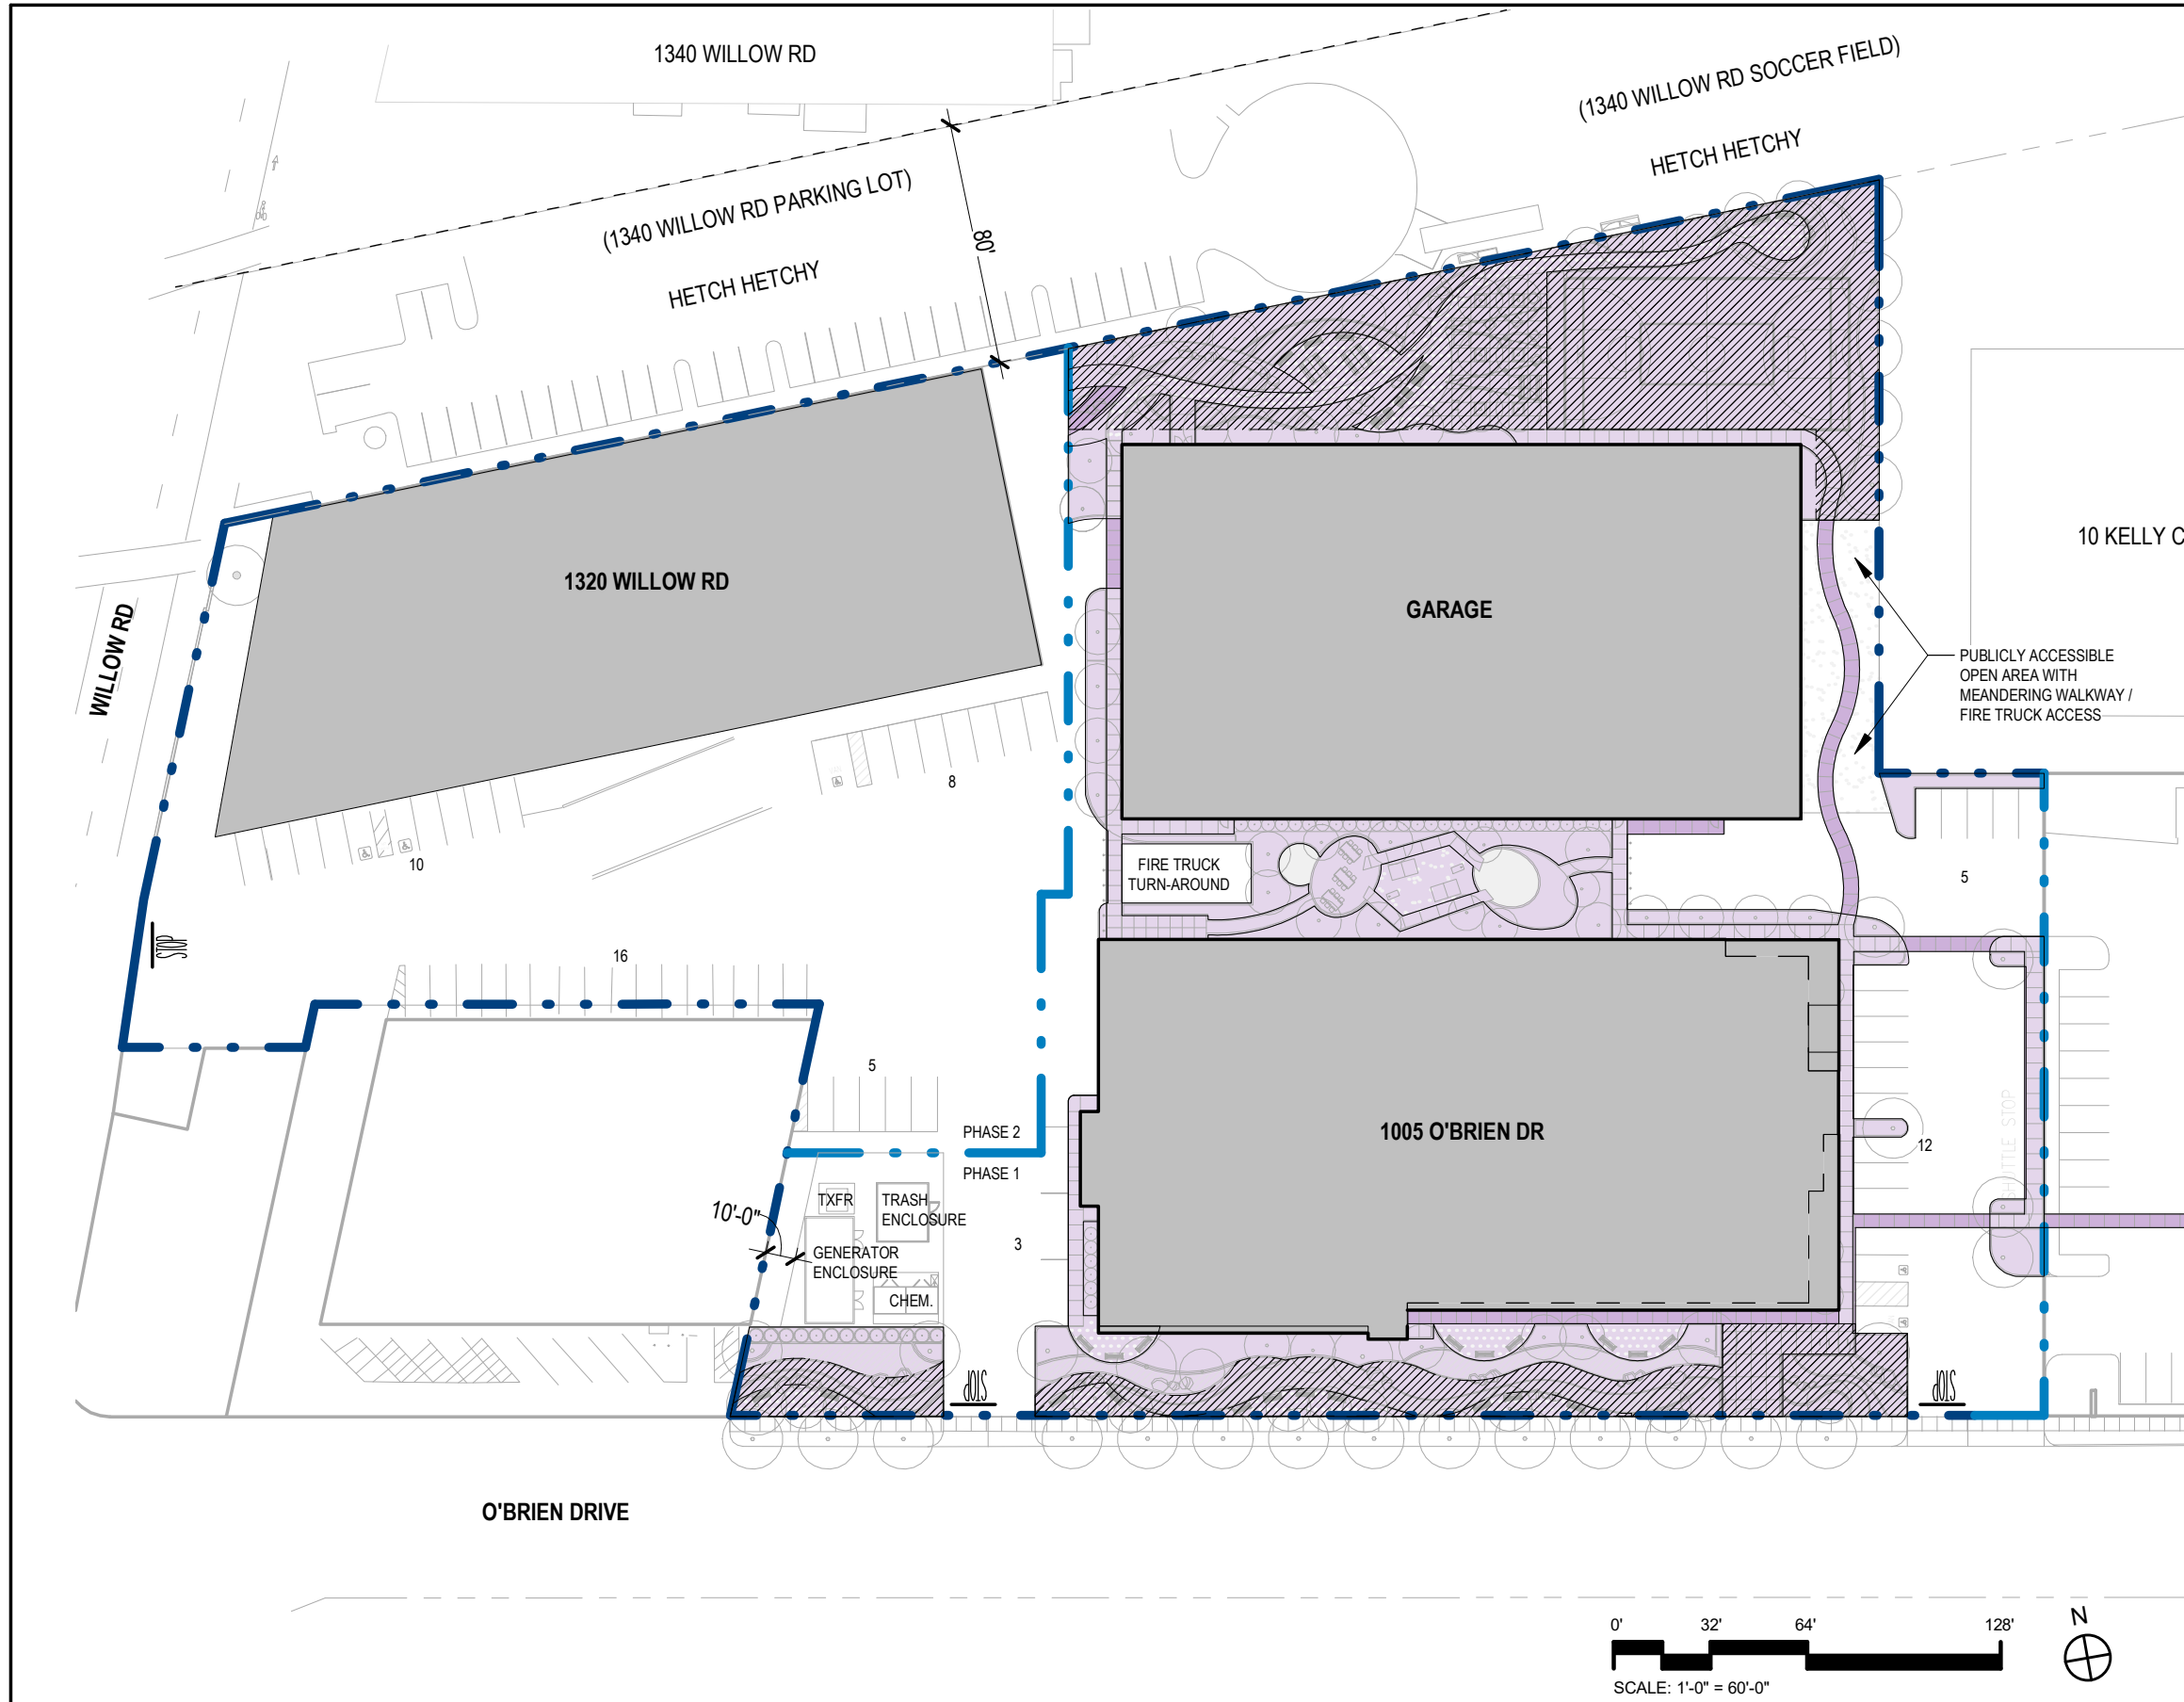 1340 WILLOW RD
(1340 WILLOW RD SOCCER FIELD)
HETCH HETCHY
(1340 WILLOW RD PARKING LOT)
80'
HETCH HETCHY
10 KELLY C
1320 WILLOW RD
GARAGE
WILLOW RD
PUBLICLY ACCESSIBLE
OPEN AREA WITH
MEANDERING WALKWAY /
FIRE TRUCK ACCESS
8
10
FIRE TRUCK
TURN-AROUND
5
STOP
16
5
PHASE 2
PHASE 1
1005 O'BRIEN DR
12
SHUTTLE STOP
TXFR
TRASH
ENCLOSURE
10'-0"
GENERATOR
ENCLOSURE
3
CHEM.
STOP
STOP
O'BRIEN DRIVE
0' 32' 64' 128'
N
SCALE: 1'-0" = 60'-0"